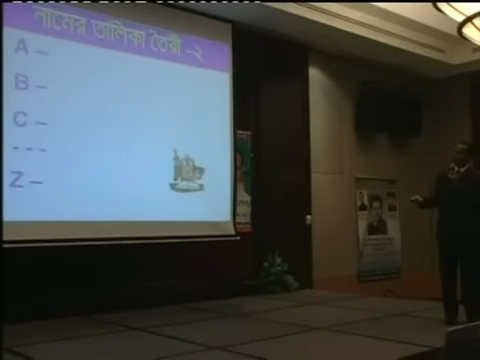 নামের তালিকা তৈরী -২
A –
B –
C –
---
Z –